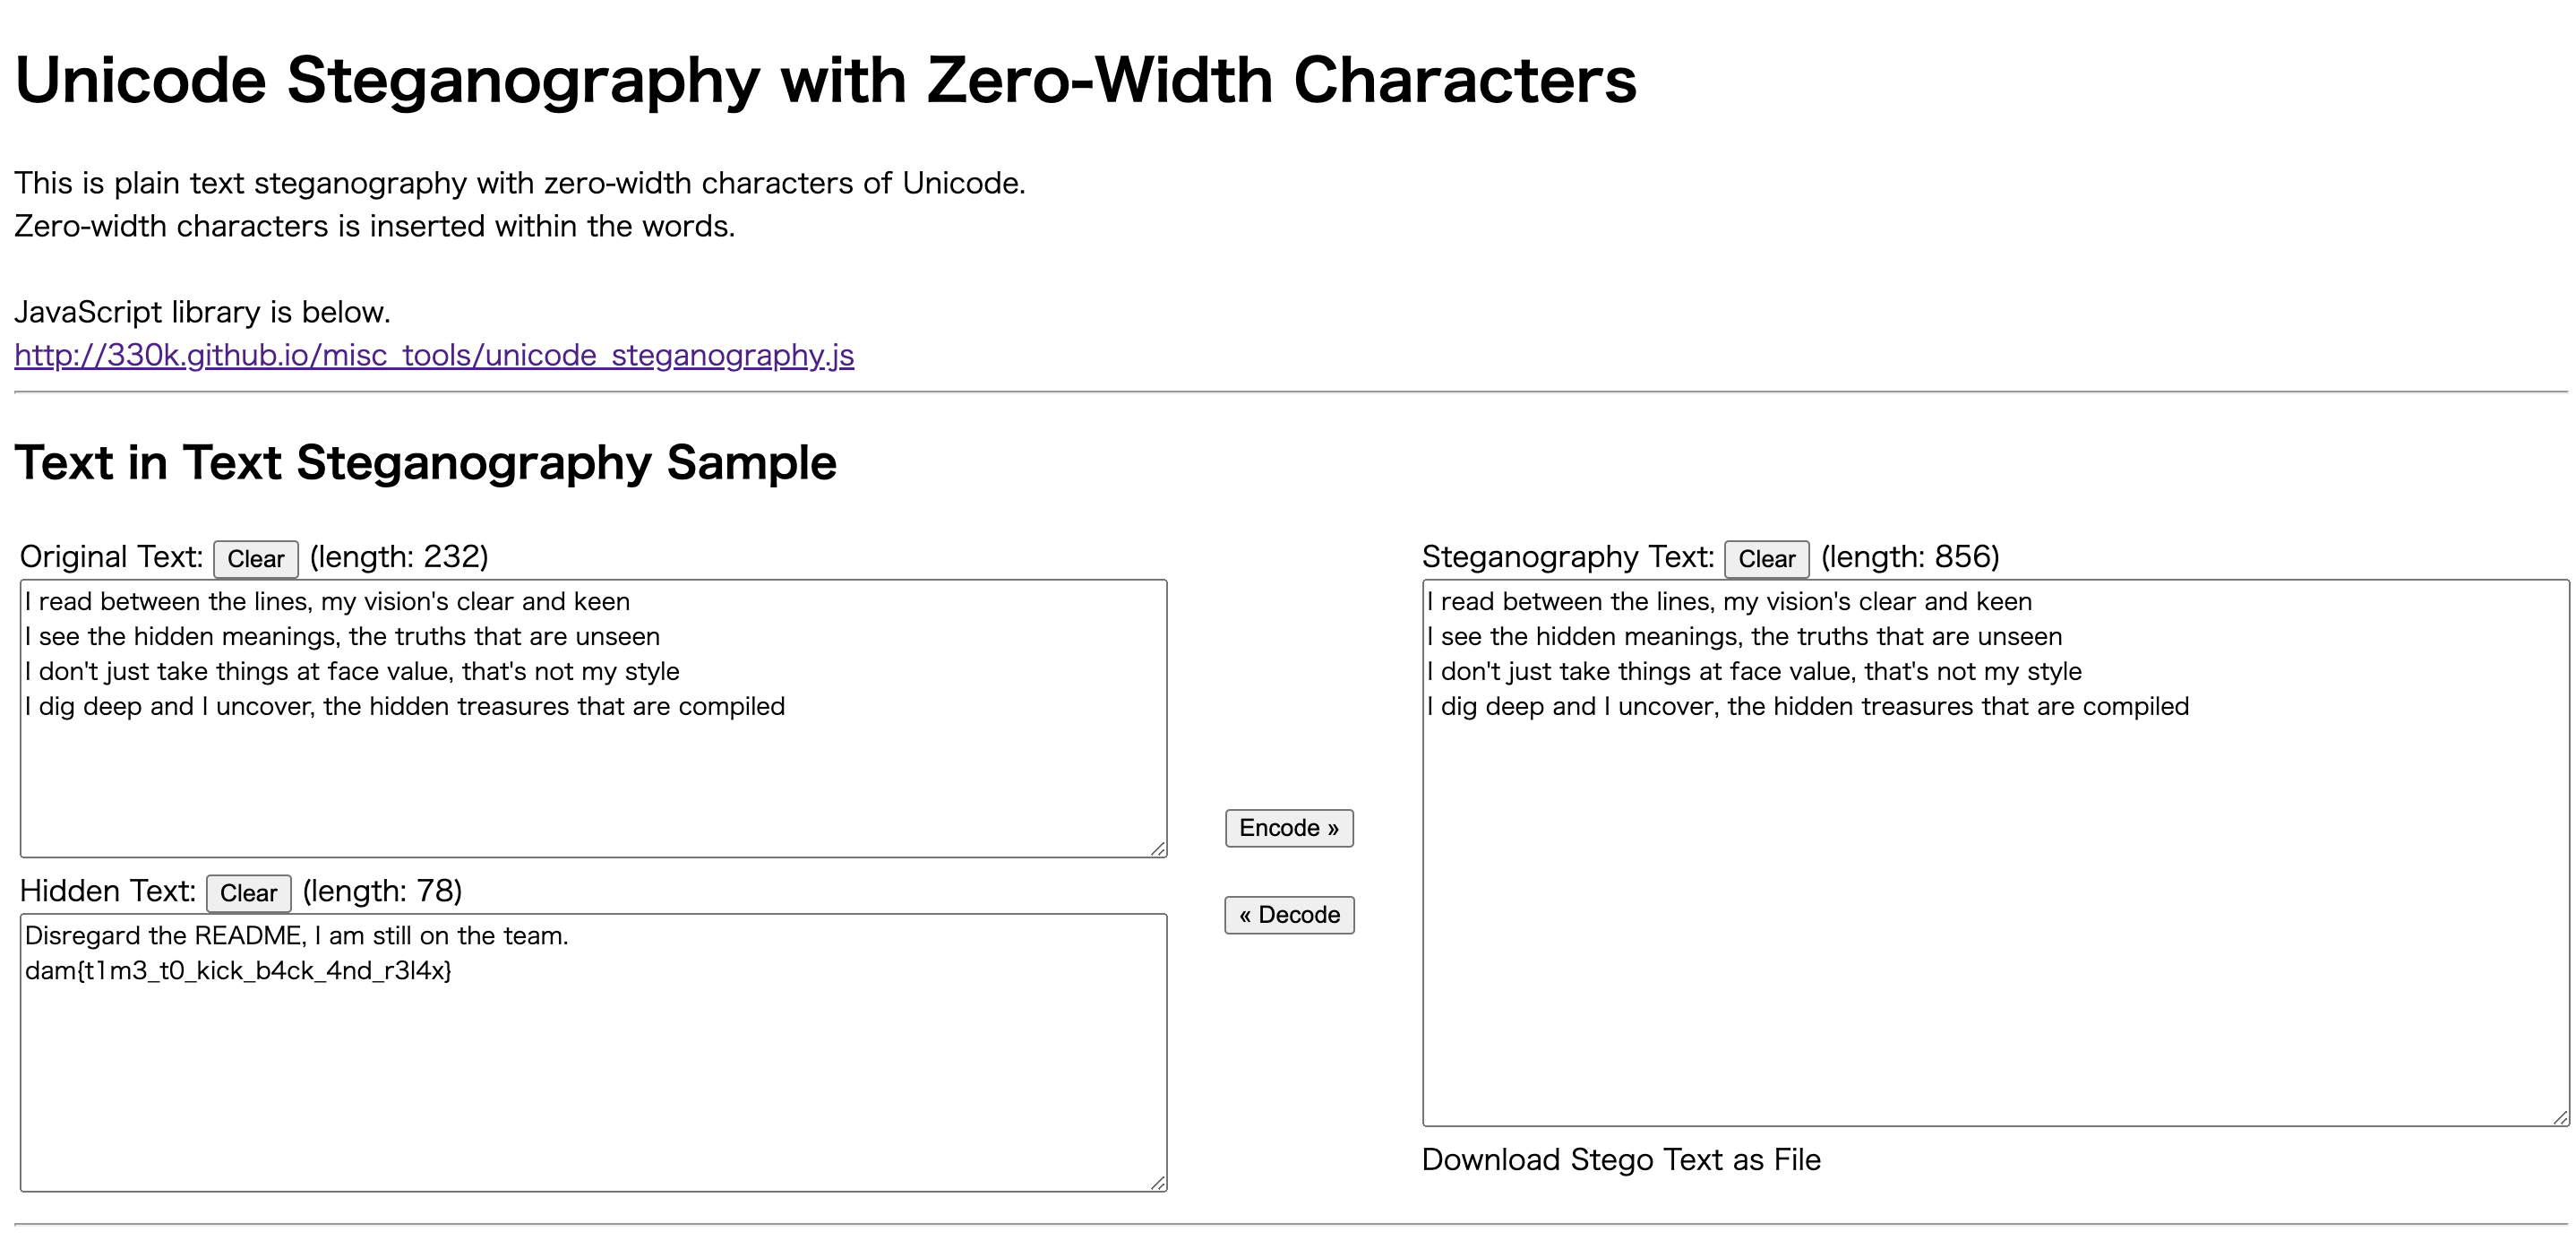 Unicode Steganography with Zero-Width Characters
This is plain text steganography with zero-width characters of Unicode.
Zero-width characters is inserted within the words.
JavaScript library is below.
http://330k.github.io/misc_tools/unicode_steganography.js
Text in Text Steganography Sample
Original Text: Clear (length: 232)
I read between the lines, my vision's clear and keen
I see the hidden meanings, the truths that are unseen
I don't just take things at face value, that's not my style
I dig deep and I uncover, the hidden treasures that are compiled
Hidden Text: Clear (length: 78)
Disregard the README, I am still on the team.
dam{t1m3_t0_kick_b4ck_4nd_r3l4x}
Encode »
« Decode
Steganography Text: Clear (length: 856)
I read between the lines, my vision's clear and keen
I see the hidden meanings, the truths that are unseen
I don't just take things at face value, that's not my style
I dig deep and I uncover, the hidden treasures that are compiled
Download Stego Text as File